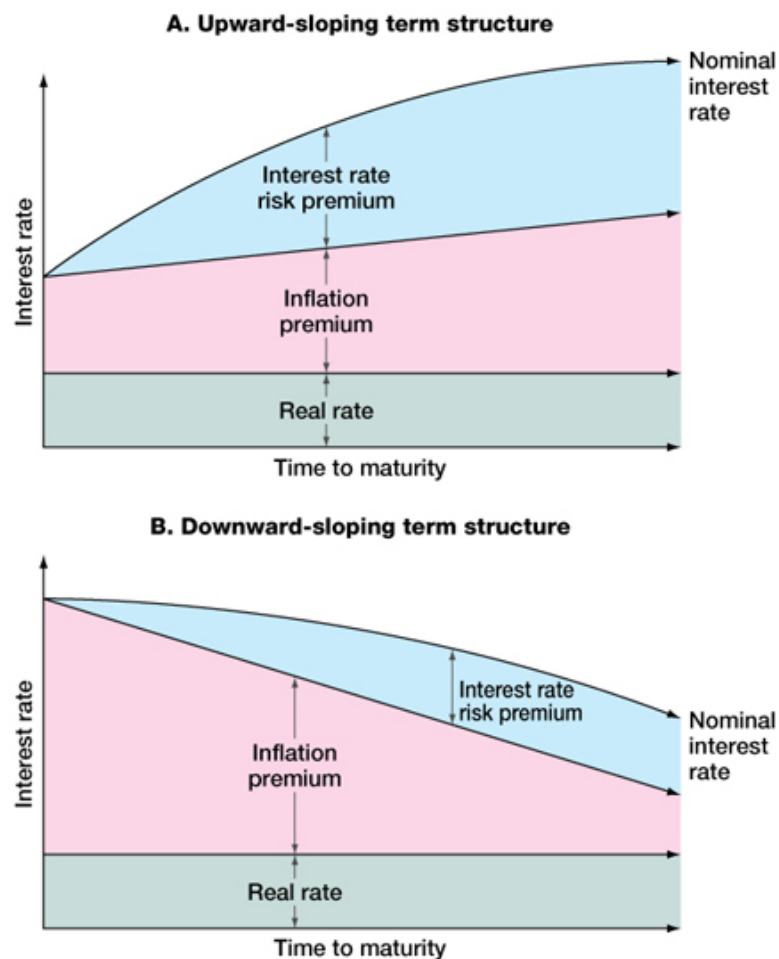 A. Upward-sloping term structure
Nominal
interest
rate
Interest rate
risk premium
Interest rate
Inflation
premium
Real rate
Time to maturity
B. Downward-sloping term structure
Interest rate
Interest rate
risk premium
Nominal
interest
rate
Inflation
premium
Real rate
Time to maturity